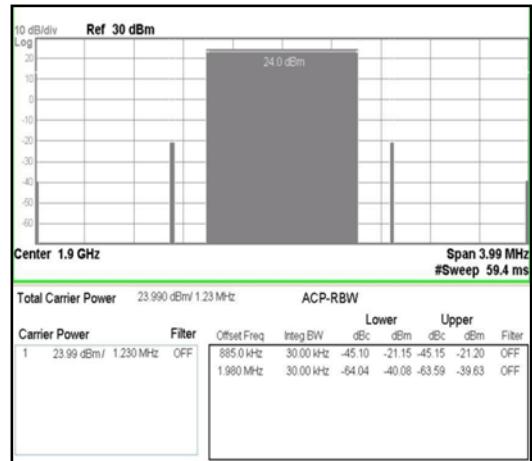 10 dB/div Ref 30 dBm
Log
24.0 dBm
20
10
0
-10
-20
-30
-40
-50
-60
Center 1.9 GHz Span 3.99 MHz
#Sweep 59.4 ms
Total Carrier Power 23.990 dBm/ 1.23 MHz ACP-RBW
Lower Upper
Carrier Power Filter Offset Freq Integ BW dBc dBm dBc dBm Filter
1 23.99 dBm / 1.230 MHz OFF 885.0 kHz 30.00 kHz -45.10 -21.15 -45.15 -21.20 OFF
1.980 MHz 30.00 kHz -64.04 -40.08 -63.59 -39.63 OFF